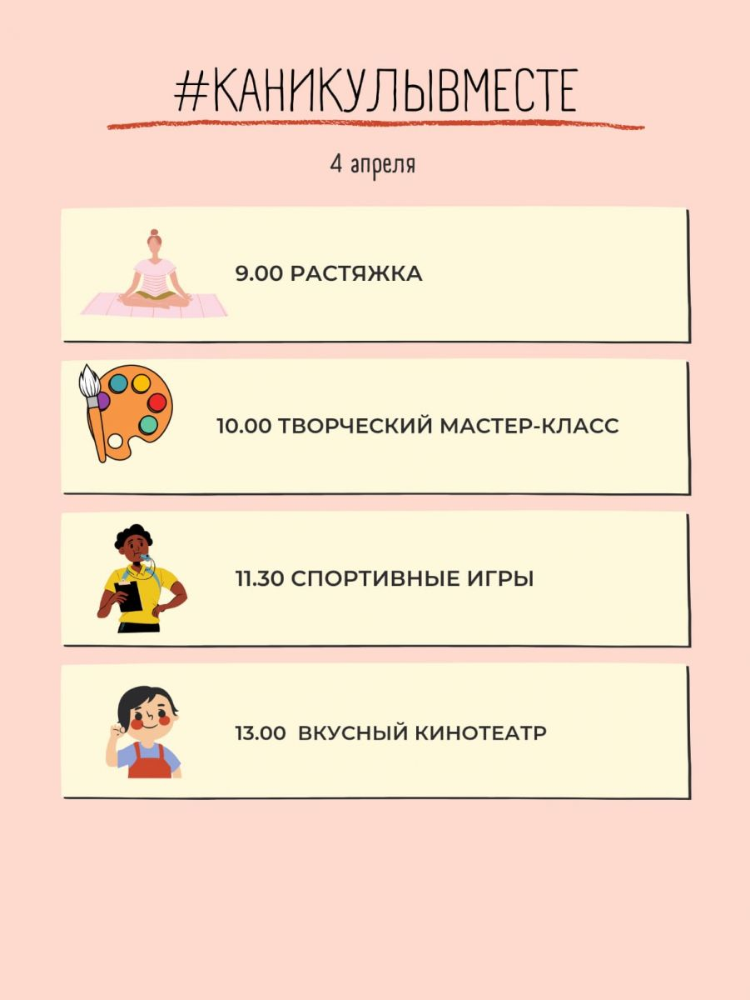 #КАНИКУЛЫВМЕСТЕ
4 апреля
9.00 РАСТЯЖКА
10.00 ТВОРЧЕСКИЙ МАСТЕР-КЛАСС
11.30 СПОРТИВНЫЕ ИГРЫ
13.00 ВКУСНЫЙ КИНОТЕАТР